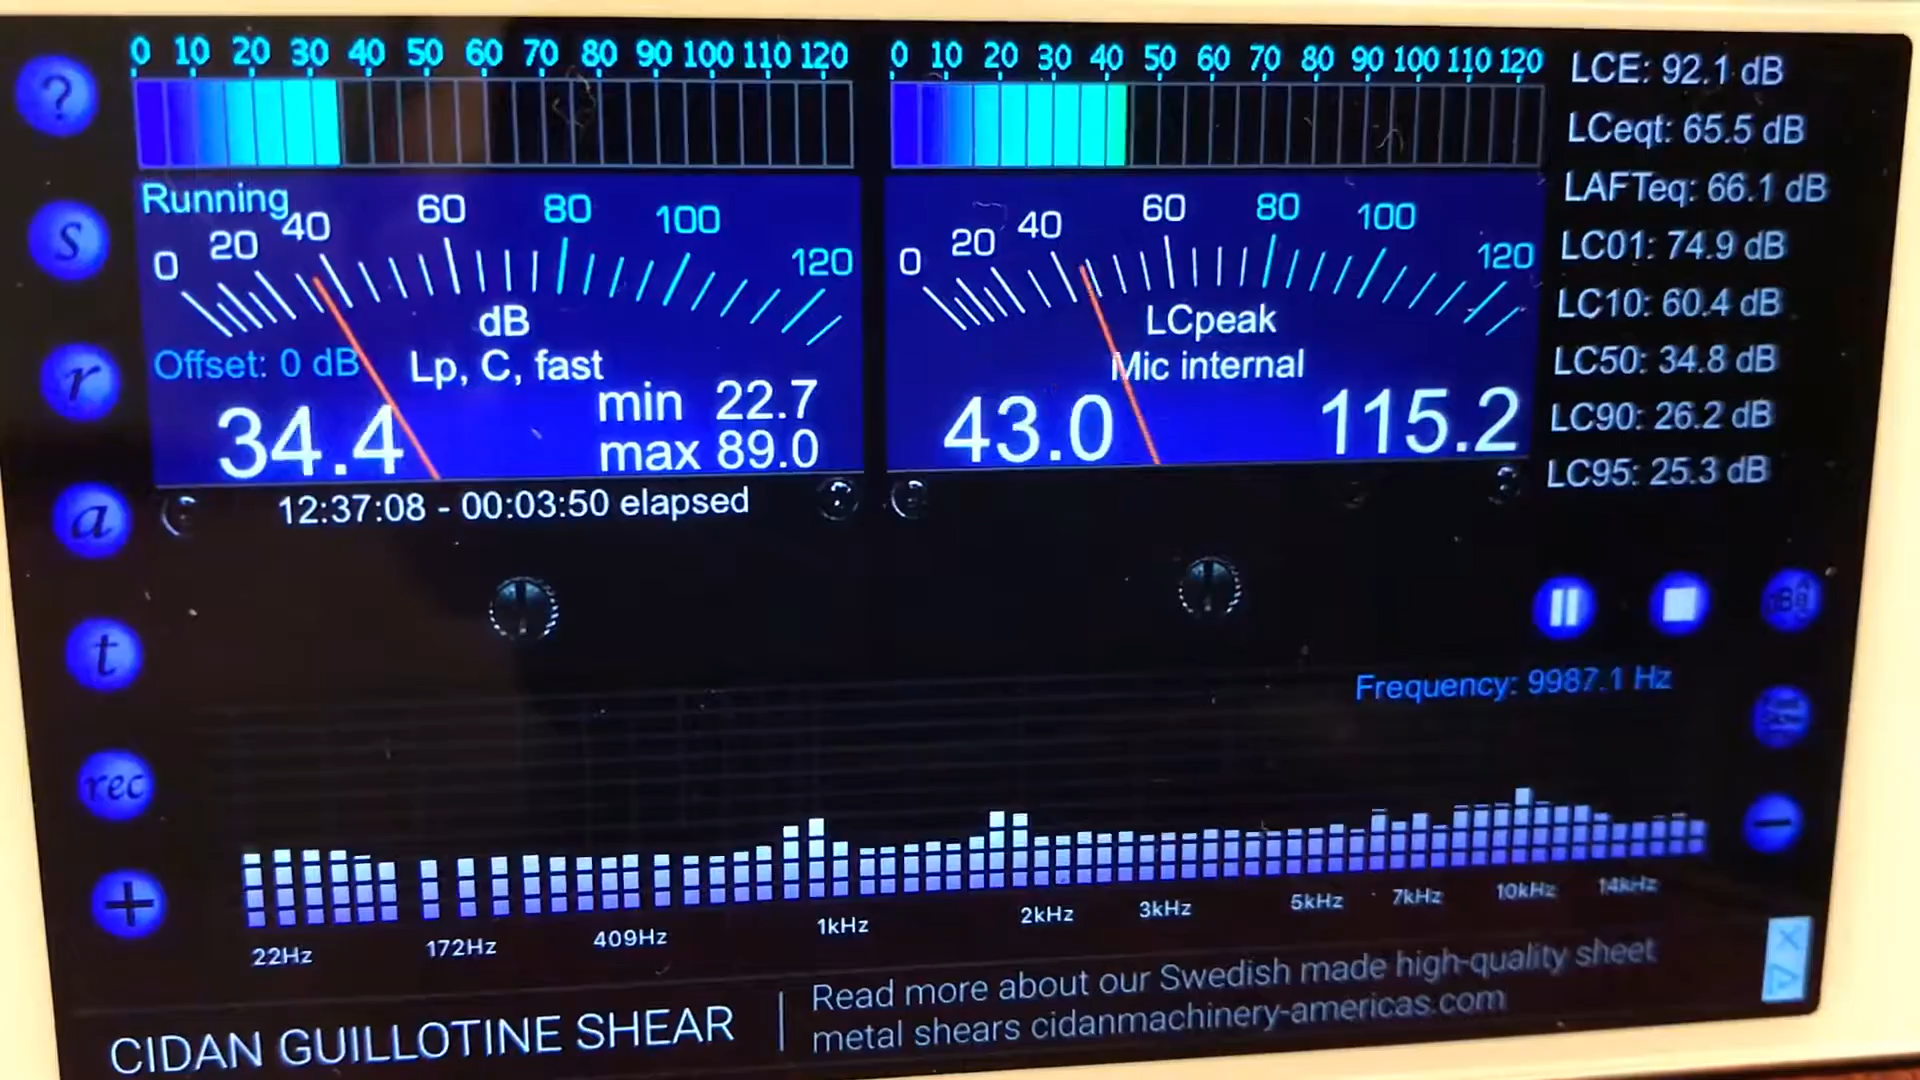 0 10 20 30 40 50 60 70 80 90 100 110 120
0 10 20 30 40 50 60 70 80 90 100 110 120
LCE: 92.1 dB
LCeqt: 65.5 dB
LAFTeq: 66.1 dB
LC01: 74.9 dB
LC10: 60.4 dB
LC50: 34.8 dB
LC90: 26.2 dB
LC95: 25.3 dB
?
s
r
a
t
rec
+
Running
0 20 40 60 80 100 120
dB
Offset: 0 dB
Lp, C, fast
34.4
min 22.7
max 89.0
12:37:08 - 00:03:50 elapsed
0 20 40 60 80 100 120
LCpeak
Mic internal
43.0
115.2
Frequency: 9987.1 Hz
22Hz 172Hz 409Hz 1kHz 2kHz 3kHz 5kHz 7kHz 10kHz 14kHz
CIDAN GUILLOTINE SHEAR
Read more about our Swedish made high-quality sheet
metal shears cidanmachinery-americas.com